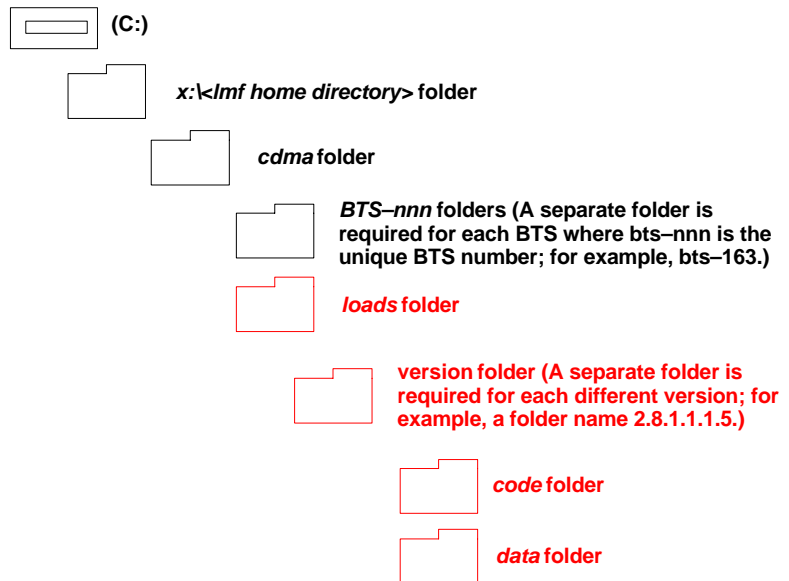 (C:)
x:\<lmf home directory> folder
cdma folder
BTS–nnn folders (A separate folder is
required for each BTS where bts–nnn is the
unique BTS number; for example, bts–163.)
loads folder
version folder (A separate folder is
required for each different version; for
example, a folder name 2.8.1.1.1.5.)
code folder
data folder